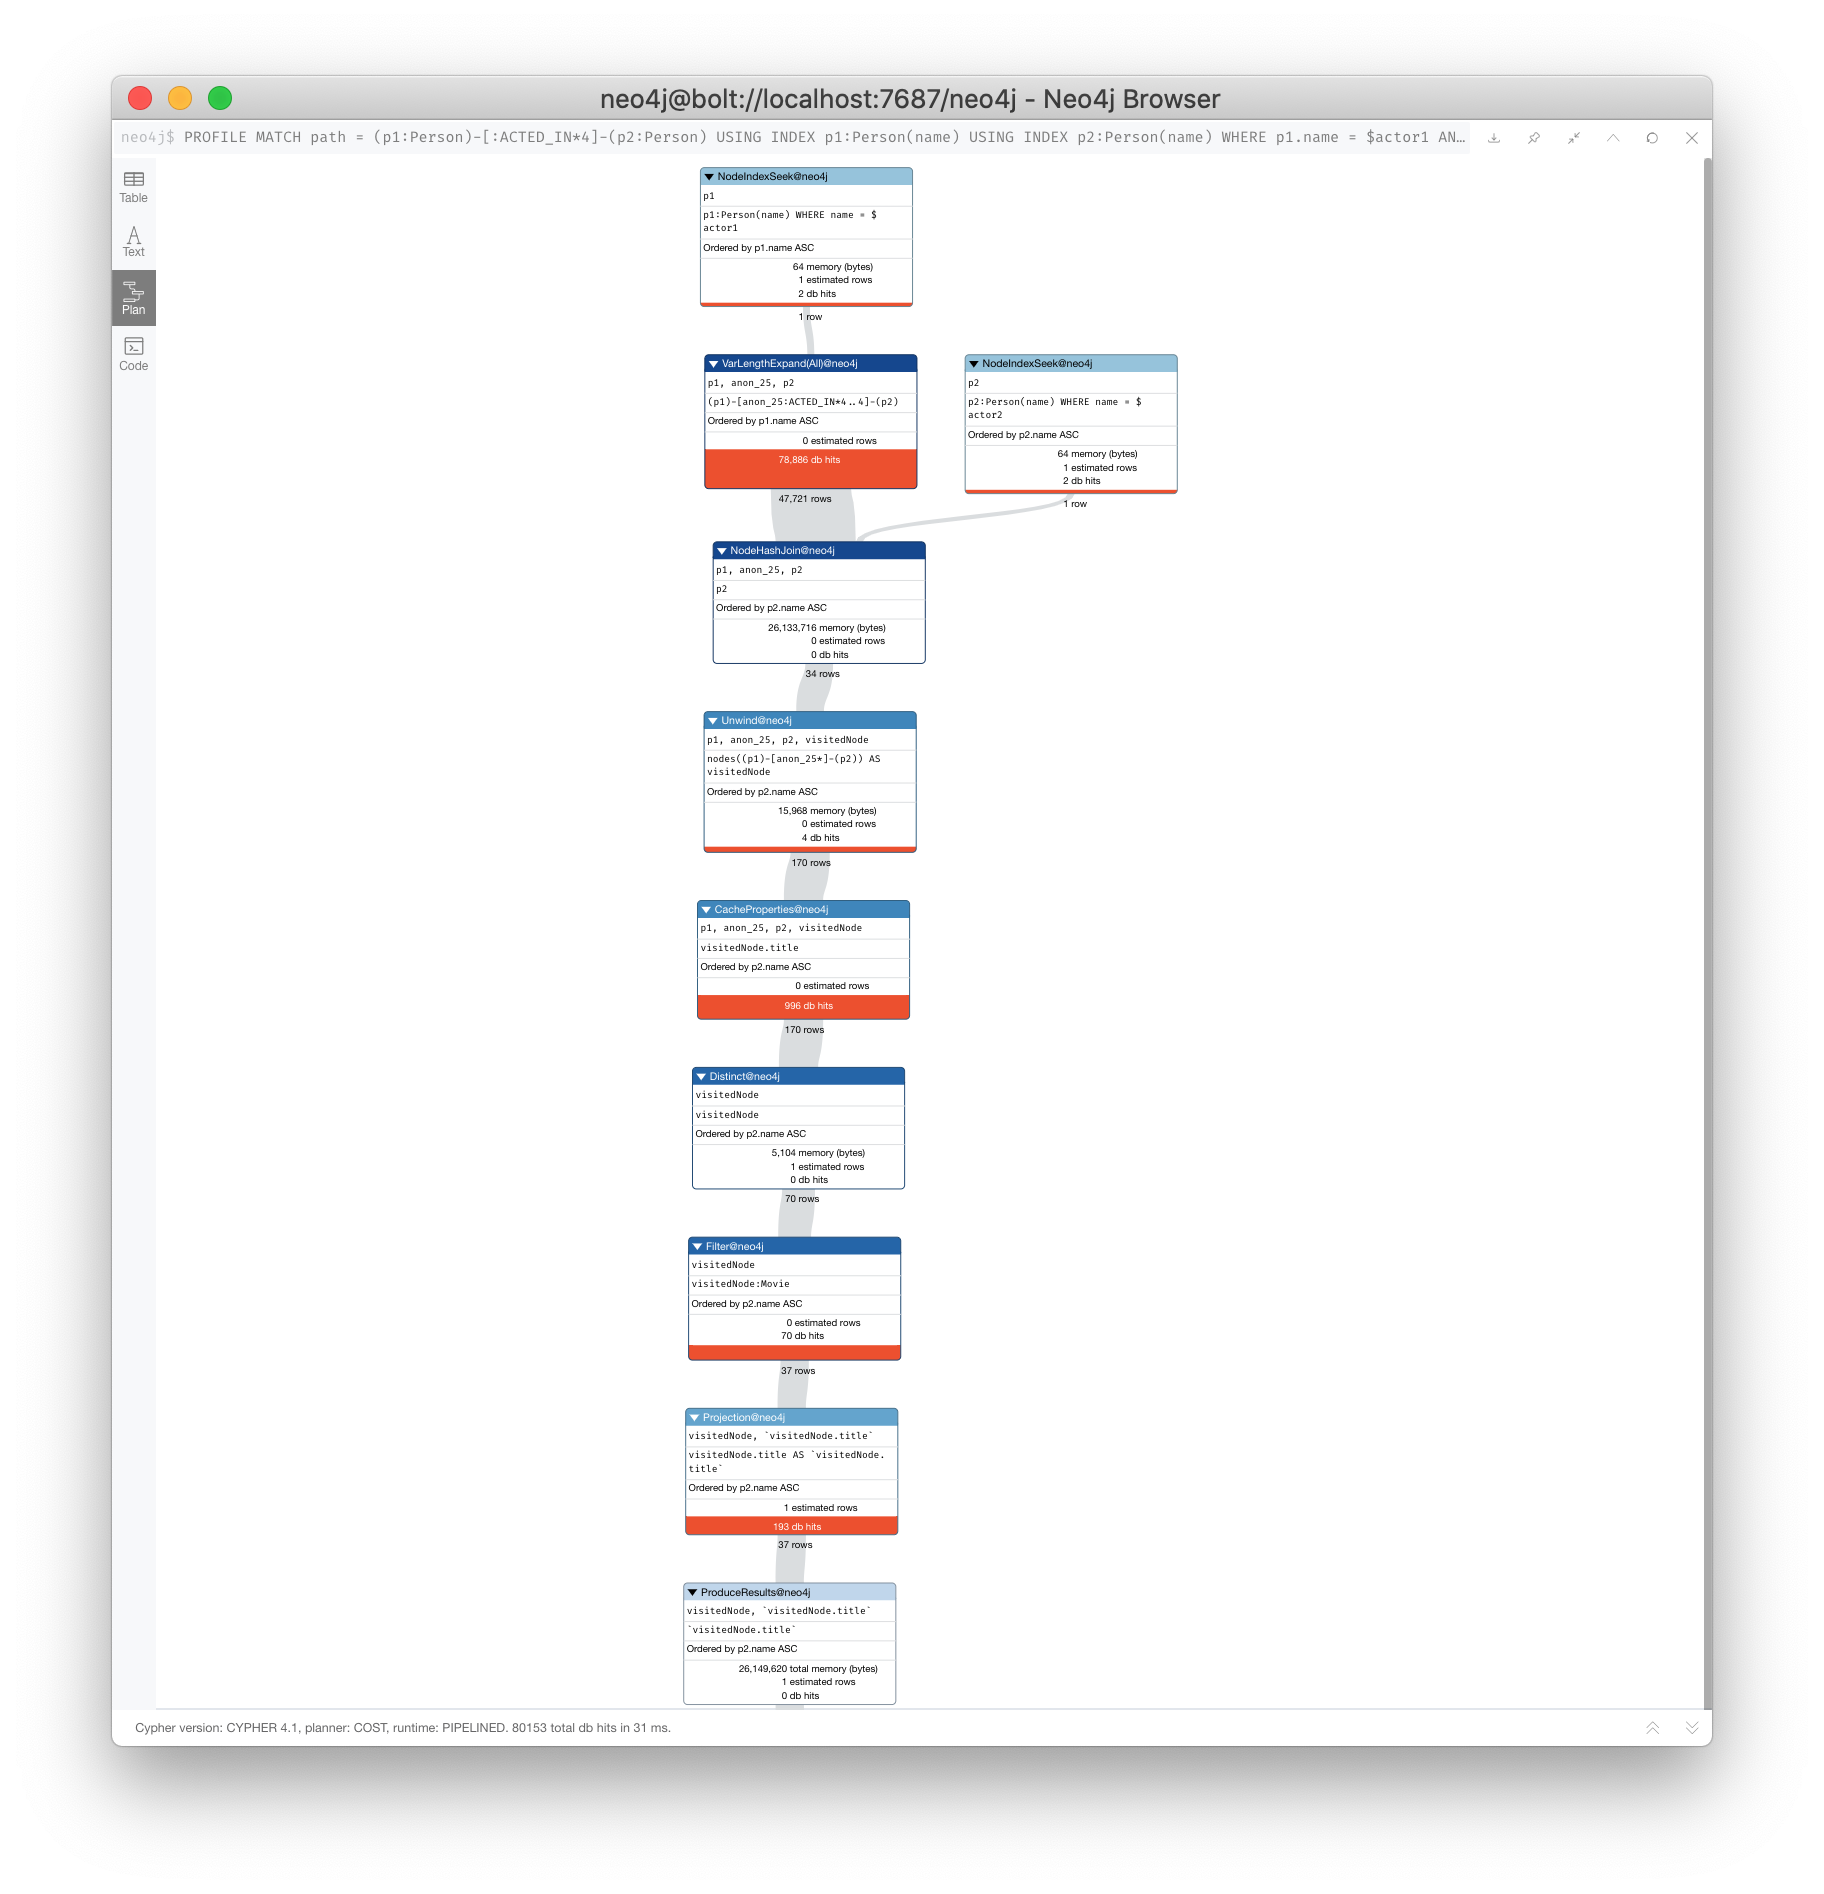 neo4j@bolt://localhost:7687/neo4j - Neo4j Browser
neo4j$ PROFILE MATCH path = (p1:Person)-[:ACTED_IN*4]-(p2:Person) USING INDEX p1:Person(name) USING INDEX p2:Person(name) WHERE p1.name = $actor1 AN…
Table
Text
Plan
Code
NodeIndexSeek@neo4j
p1
p1:Person(name) WHERE name = $
actor1
Ordered by p1.name ASC
64 memory (bytes)
1 estimated rows
2 db hits
1 row
VarLengthExpand(All)@neo4j
p1, anon_25, p2
(p1)-[anon_25:ACTED_IN*4..4]-(p2)
Ordered by p1.name ASC
0 estimated rows
78,886 db hits
47,721 rows
NodeIndexSeek@neo4j
p2
p2:Person(name) WHERE name = $
actor2
Ordered by p2.name ASC
64 memory (bytes)
1 estimated rows
2 db hits
1 row
NodeHashJoin@neo4j
p1, anon_25, p2
p2
Ordered by p2.name ASC
26,133,716 memory (bytes)
0 estimated rows
0 db hits
34 rows
Unwind@neo4j
p1, anon_25, p2, visitedNode
nodes((p1)-[anon_25*]-(p2)) AS
visitedNode
Ordered by p2.name ASC
15,968 memory (bytes)
0 estimated rows
4 db hits
170 rows
CacheProperties@neo4j
p1, anon_25, p2, visitedNode
visitedNode.title
Ordered by p2.name ASC
0 estimated rows
996 db hits
170 rows
Distinct@neo4j
visitedNode
visitedNode
Ordered by p2.name ASC
5,104 memory (bytes)
1 estimated rows
0 db hits
70 rows
Filter@neo4j
visitedNode
visitedNode:Movie
Ordered by p2.name ASC
0 estimated rows
70 db hits
37 rows
Projection@neo4j
visitedNode, `visitedNode.title`
visitedNode.title AS `visitedNode.
title`
Ordered by p2.name ASC
1 estimated rows
193 db hits
37 rows
ProduceResults@neo4j
visitedNode, `visitedNode.title`
`visitedNode.title`
Ordered by p2.name ASC
26,149,620 total memory (bytes)
1 estimated rows
0 db hits
Cypher version: CYPHER 4.1, planner: COST, runtime: PIPELINED. 80153 total db hits in 31 ms.